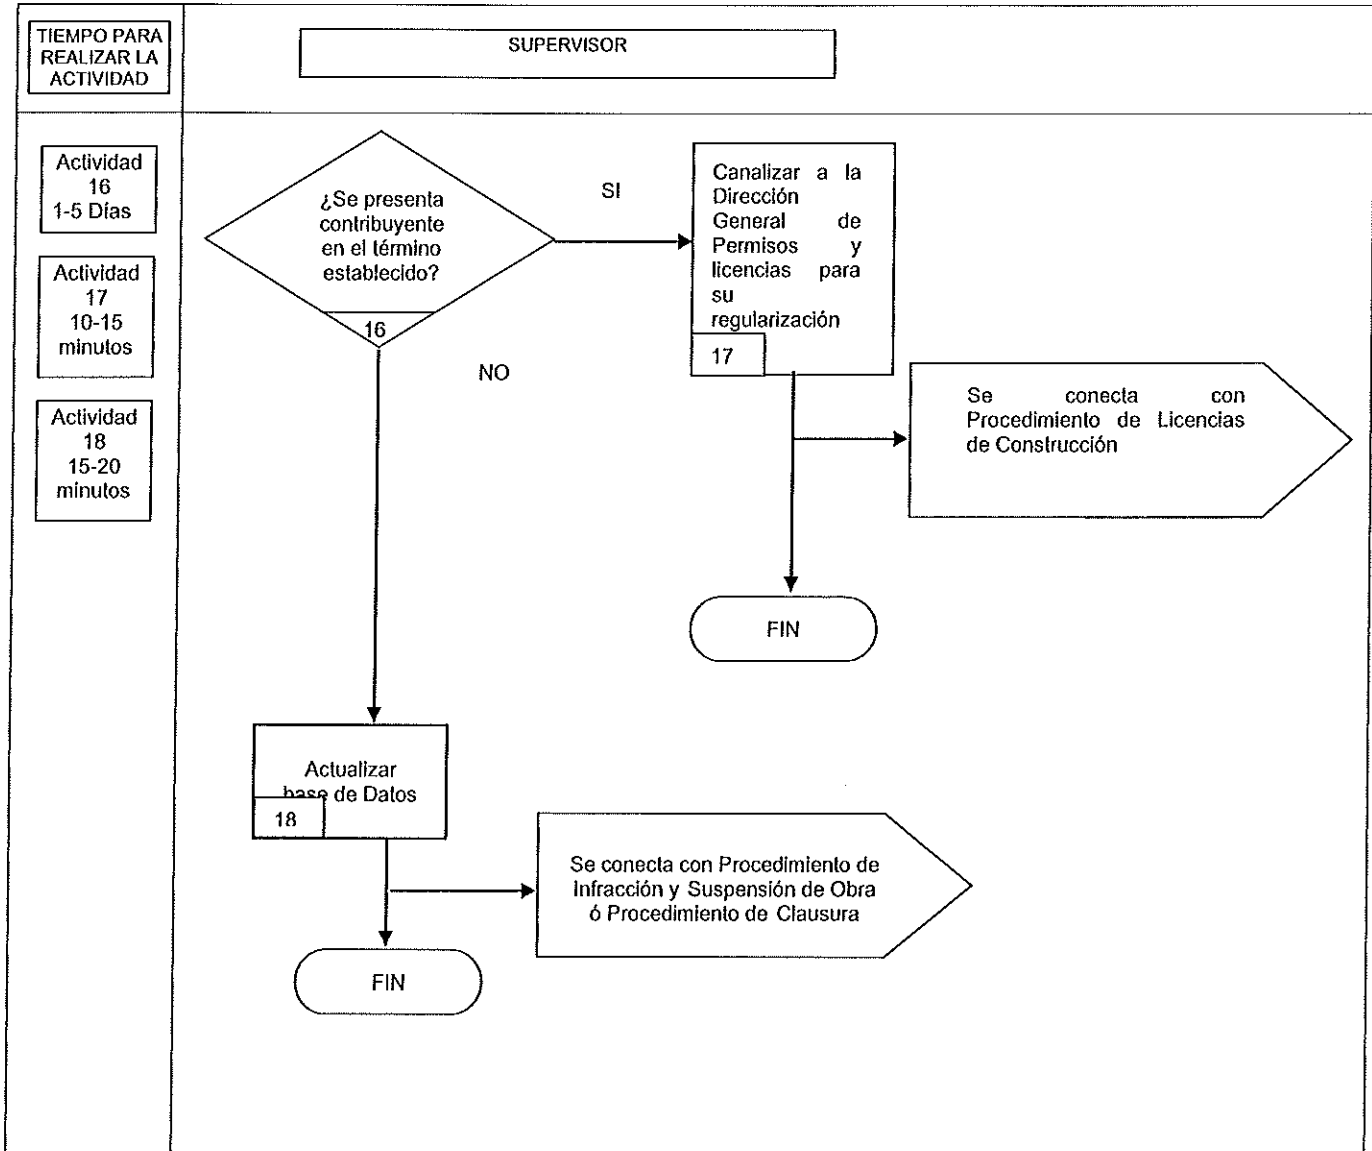 TIEMPO PARA
REALIZAR LA
ACTIVIDAD
SUPERVISOR
Actividad
16
1-5 Días
Actividad
17
10-15
minutos
Actividad
18
15-20
minutos
¿Se presenta
contribuyente
en el término
establecido?
16
SI
NO
Canalizar a la
Dirección
General de
Permisos y
licencias para
su
regularización
17
Se conecta con
Procedimiento de Licencias
de Construcción
FIN
Actualizar
base de Datos
18
Se conecta con Procedimiento de
Infracción y Suspensión de Obra
ó Procedimiento de Clausura
FIN